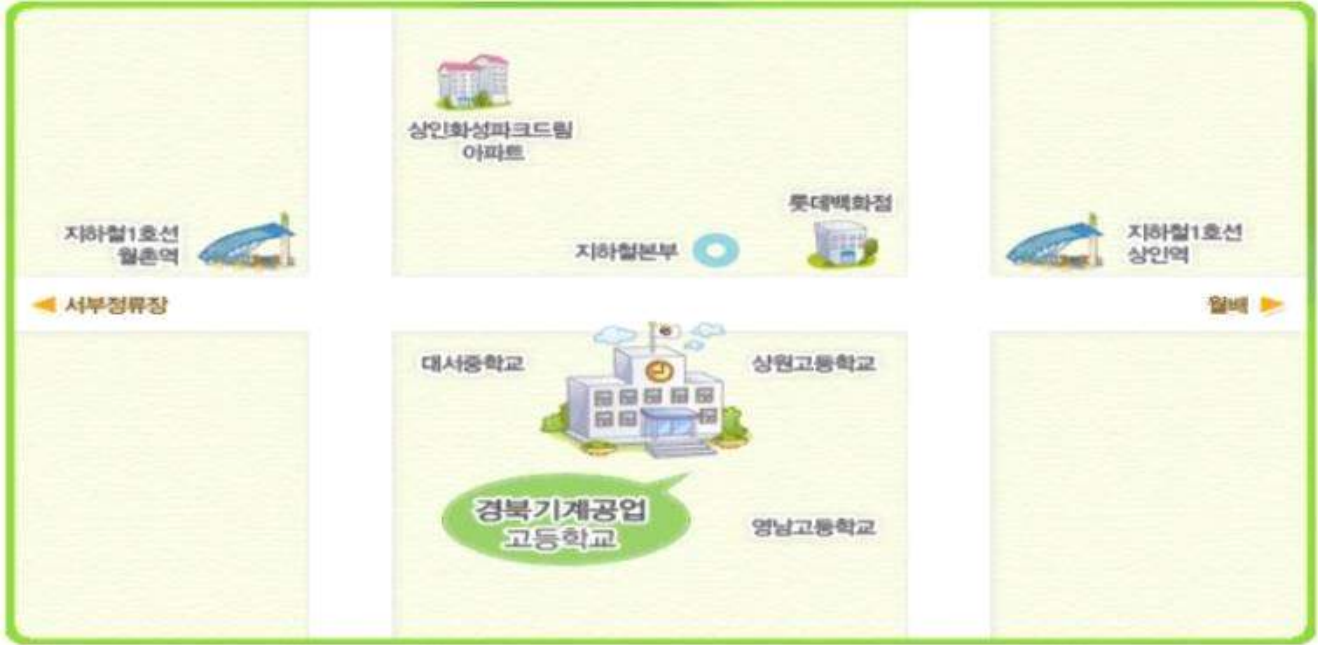 상인화성파크드림
아파트
롯데백화점
지하철1호선
월촌역
지하철본부
지하철1호선
상인역
서부정류장
월배
대서중학교
상원고등학교
경북기계공업
고등학교
영남고등학교